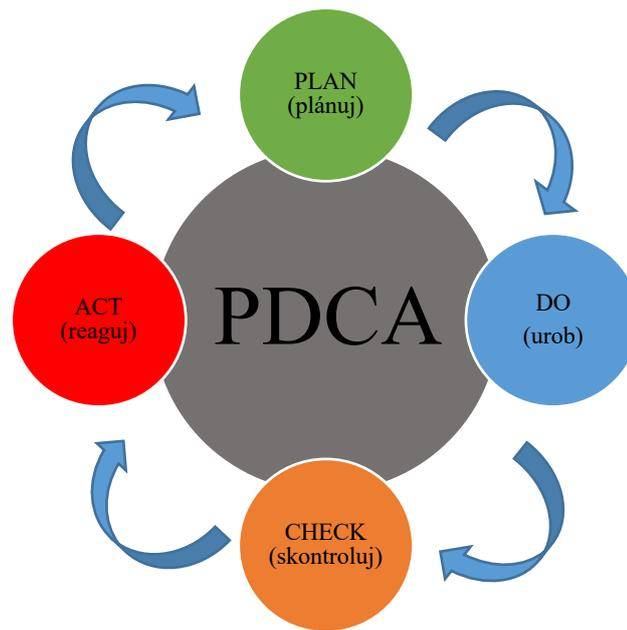 PLAN
(plánuj)
PDCA
ACT
(reaguj)
DO
(urob)
CHECK
(skontroluj)